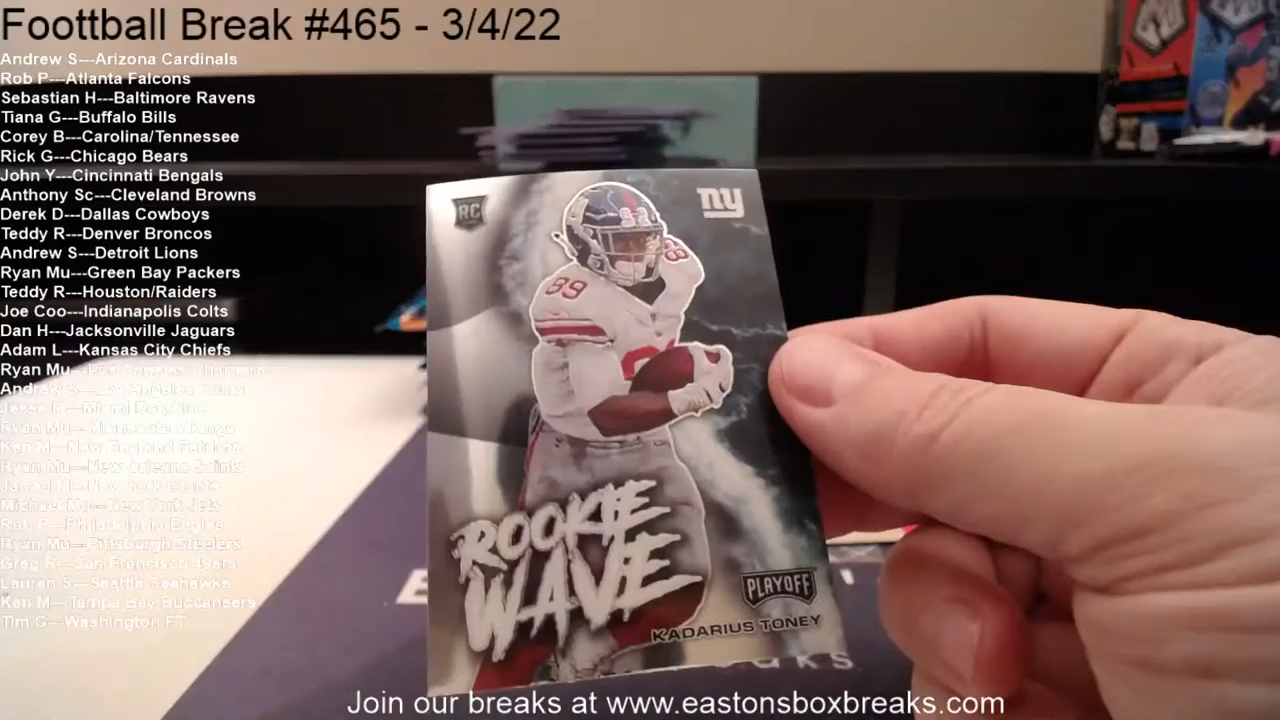 Foottball Break #465 - 3/4/22
Andrew S---Arizona Cardinals
Rob P---Atlanta Falcons
Sebastian H---Baltimore Ravens
Tiana G---Buffalo Bills
Corey B---Carolina/Tennessee
Rick G---Chicago Bears
John Y---Cincinnati Bengals
Anthony Sc---Cleveland Browns
Derek D---Dallas Cowboys
Teddy R---Denver Broncos
Andrew S---Detroit Lions
Ryan Mu---Green Bay Packers
Teddy R---Houston/Raiders
Joe Coo---Indianapolis Colts
Dan H---Jacksonville Jaguars
Adam L---Kansas City Chiefs
Ryan Mu---Los Angeles Chargers
Andrew S---Los Angeles Rams
Miami Dolphins
Ryan Mu---Minnesota Vikings
Ken M---New England Patriots
Ryan Mu---New Orleans Saints
New York Giants
Michael Mu---New York Jets
Rob P---Philadelphia Eagles
Ryan Mu---Pittsburgh Steelers
Greg R---San Francisco 49ers
Lauren S---Seattle Seahawks
Ken M---Tampa Bay Buccaneers
Tim G---Washington FT
RC
ny
89
ROOKIE
WAVE
PLAYOFF
KADARIUS TONEY
Join our breaks at www.eastonsboxbreaks.com